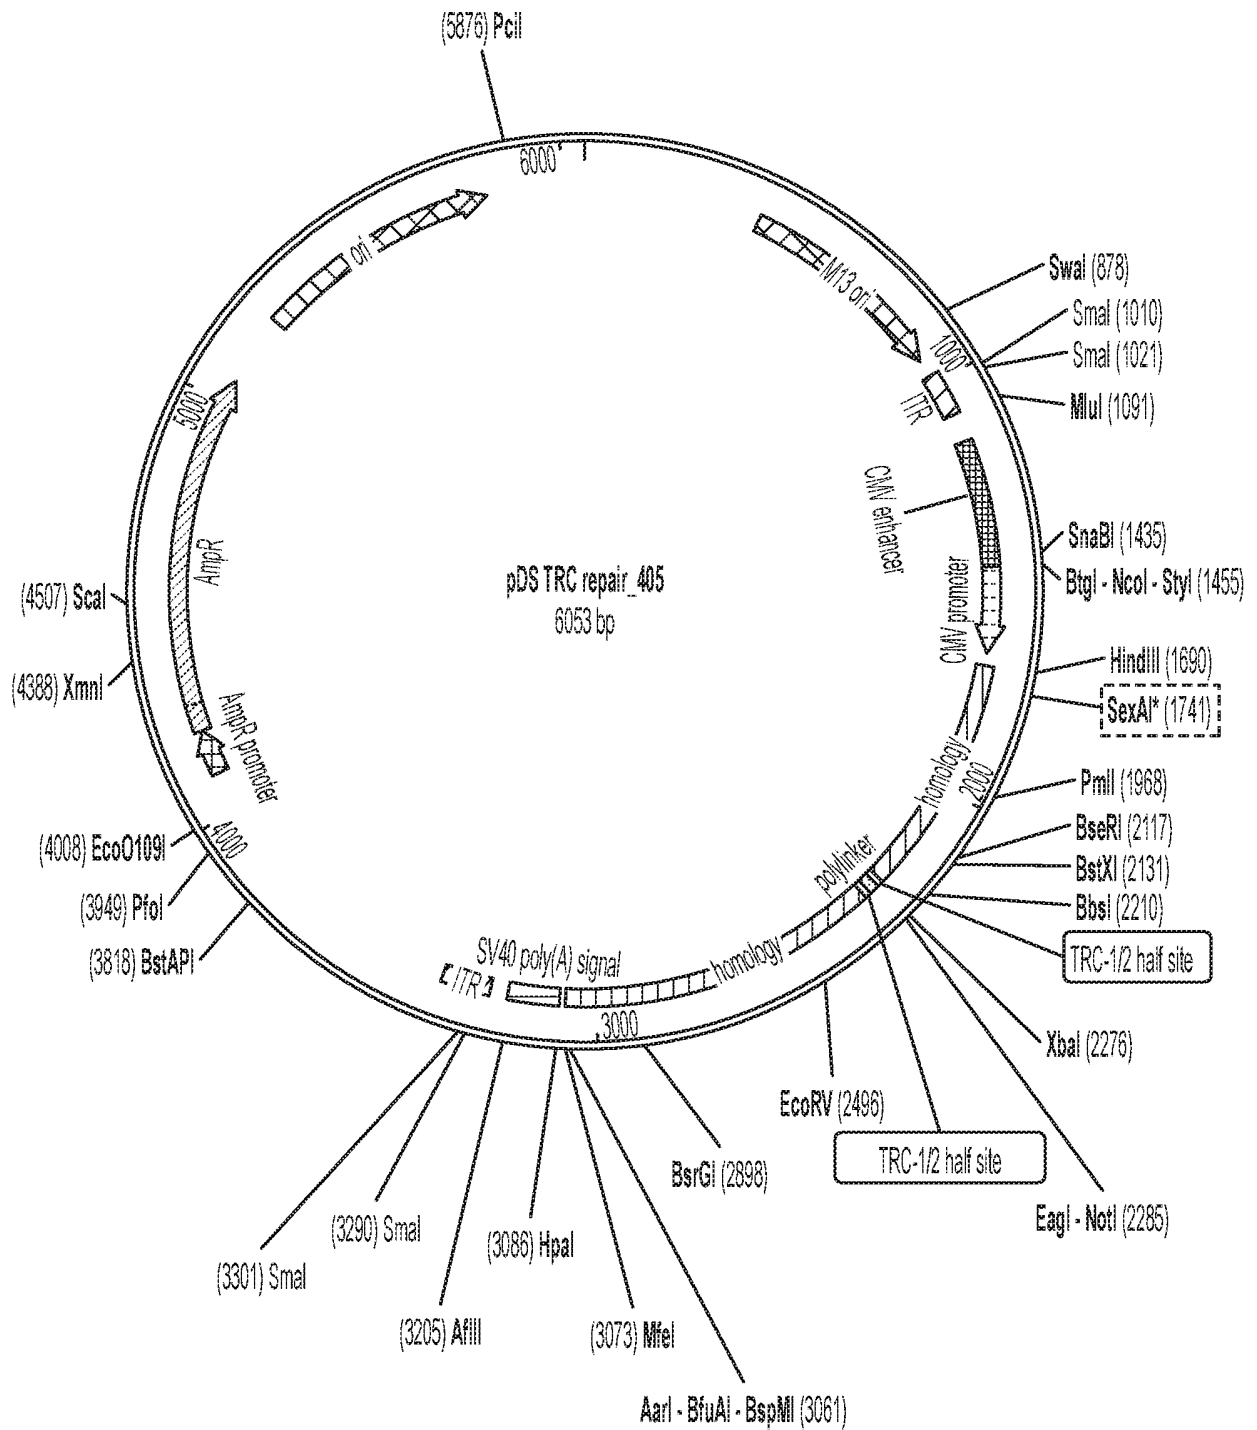 (5876) PciI
6000
ori
M13 ori
SwaI (878)
SmaI (1010)
SmaI (1021)
1000
MluI (1091)
ITR
5000
CMV enhancer
SnaBI (1435)
BtgI - NcoI - StyI (1455)
AmpR
pDS TRC repair_405
6053 bp
(4507) ScaI
CMV promoter
HindIII (1690)
(4388) XmnI
SexAI* (1741)
AmpR promoter
homology
2000
PmlI (1968)
BseRI (2117)
4000
(4008) EcoO109I
polylinker
BstXI (2131)
(3949) PfoI
BbsI (2210)
(3818) BstAPI
SV40 poly(A) signal
homology
TRC-1/2 half site
ITR
3000
XbaI (2276)
EcoRV (2496)
TRC-1/2 half site
BsrGI (2898)
EagI - NotI (2285)
(3290) SmaI
(3086) HpaI
(3301) SmaI
(3205) AflII
(3073) MfeI
AarI - BfuAI - BspMI (3061)